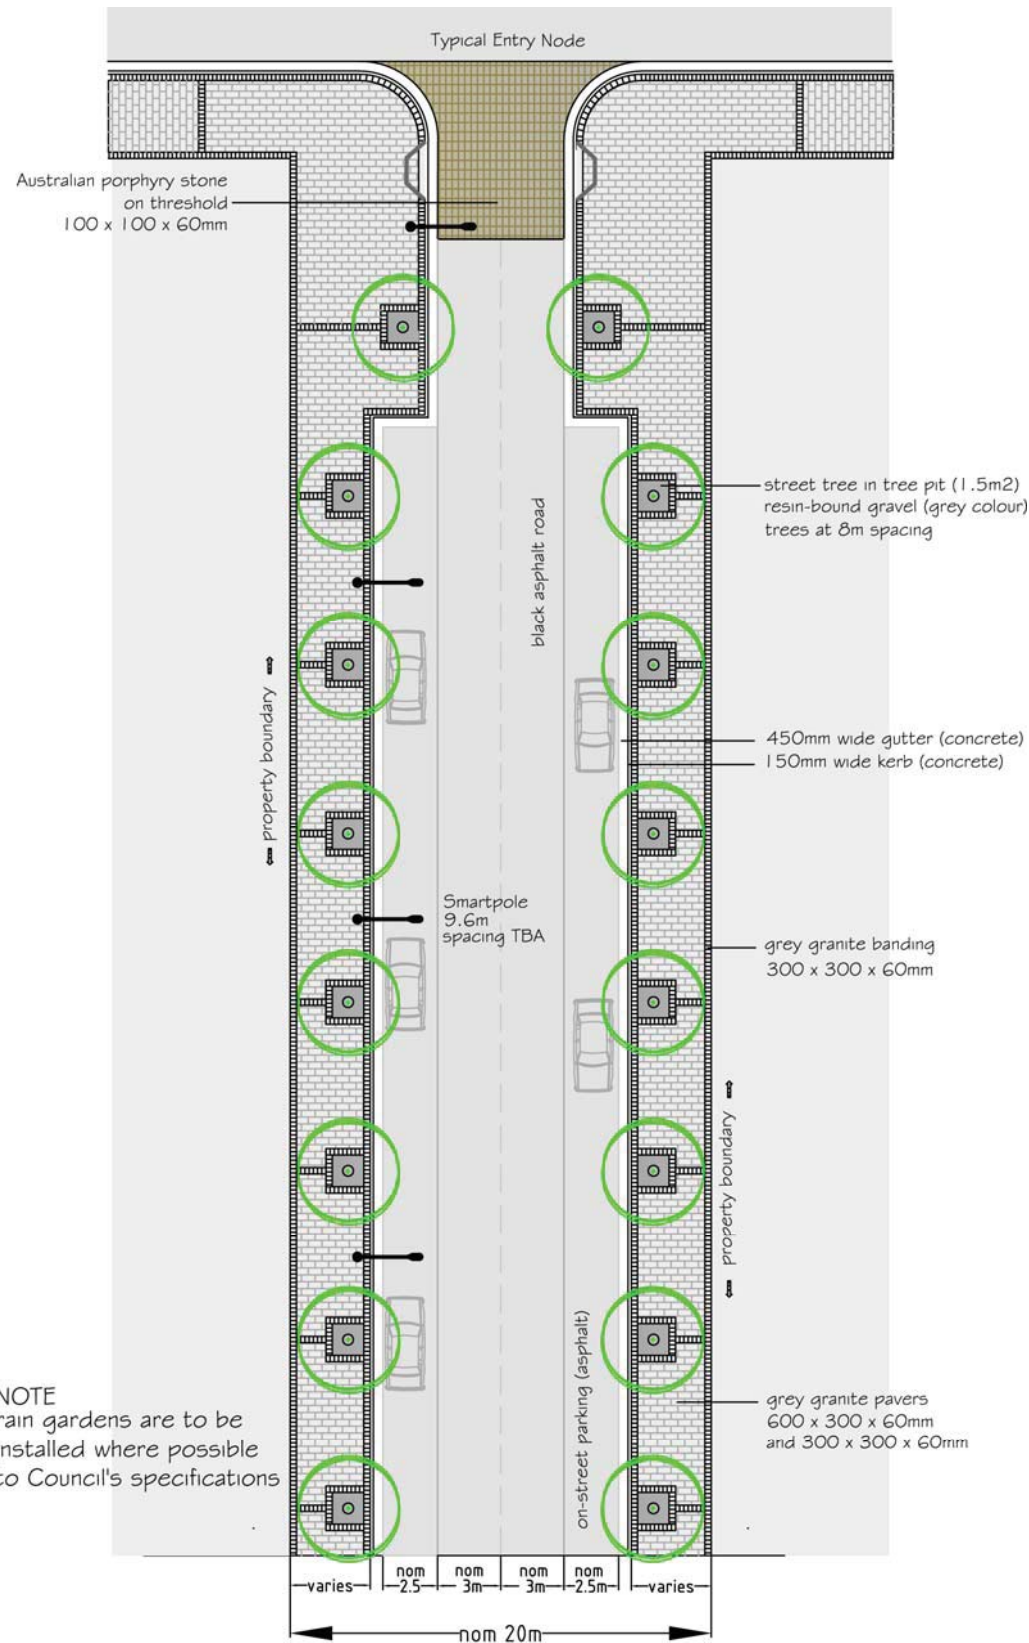 Typical Entry Node
Australian porphyry stone
on threshold
100 x 100 x 60mm
street tree in tree pit (1.5m2)
resin-bound gravel (grey colour)
trees at 8m spacing
black asphalt road
property boundary
450mm wide gutter (concrete)
150mm wide kerb (concrete)
Smartpole
9.6m
spacing TBA
grey granite banding
300 x 300 x 60mm
property boundary
on-street parking (asphalt)
NOTE
rain gardens are to be
installed where possible
to Council's specifications
grey granite pavers
600 x 300 x 60mm
and 300 x 300 x 60mm
varies
nom
2.5
nom
3m
nom
3m
nom
2.5m
varies
nom 20m